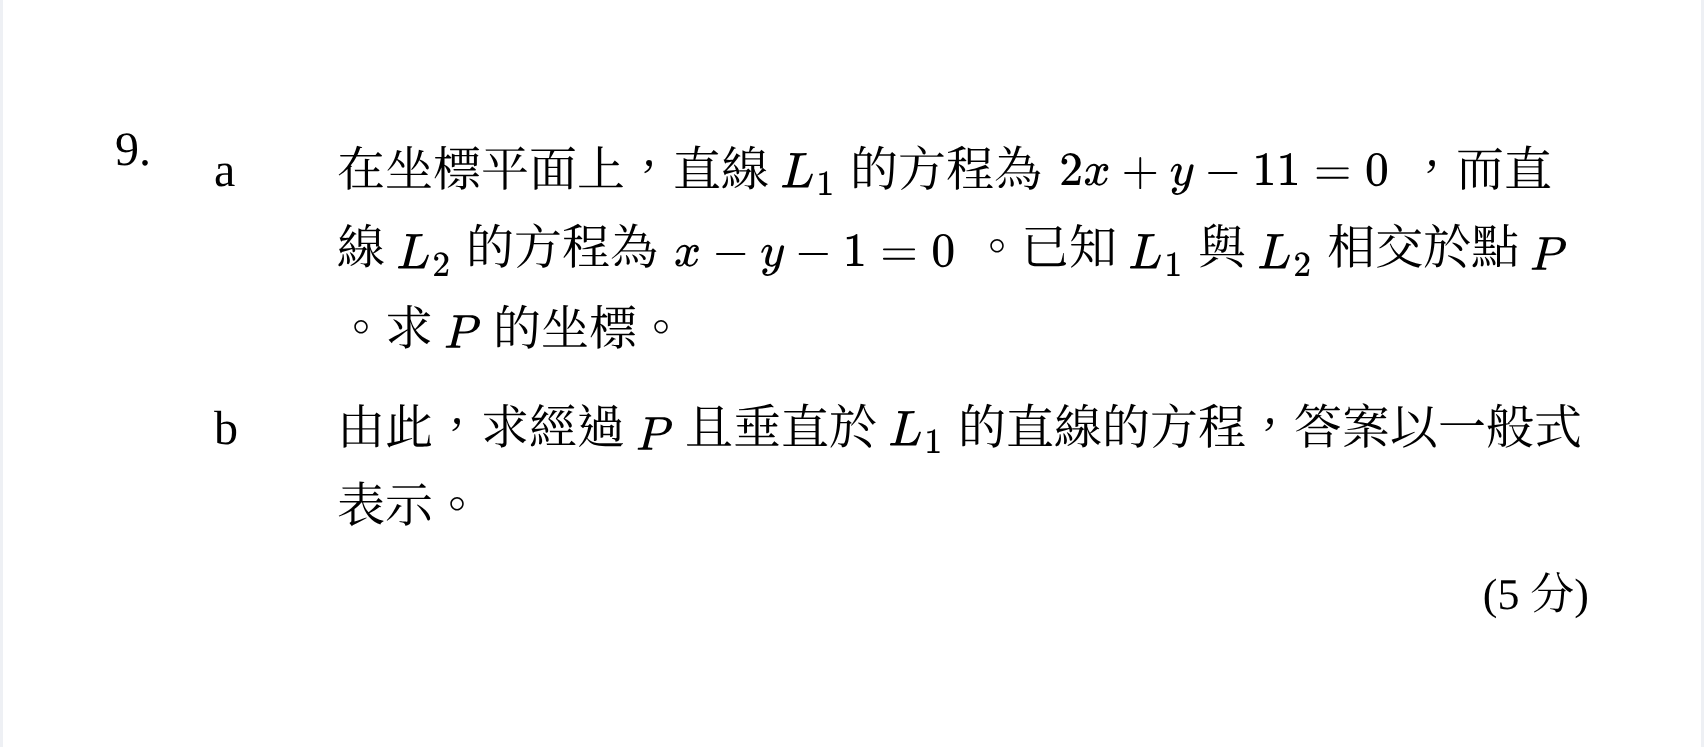 9. a 在坐標平面上，直線 L₁ 的方程為 2x + y − 11 = 0 ，而直
線 L₂ 的方程為 x − y − 1 = 0 。已知 L₁ 與 L₂ 相交於點 P
。求 P 的坐標。
b 由此，求經過 P 且垂直於 L₁ 的直線的方程，答案以一般式
表示。
(5 分)